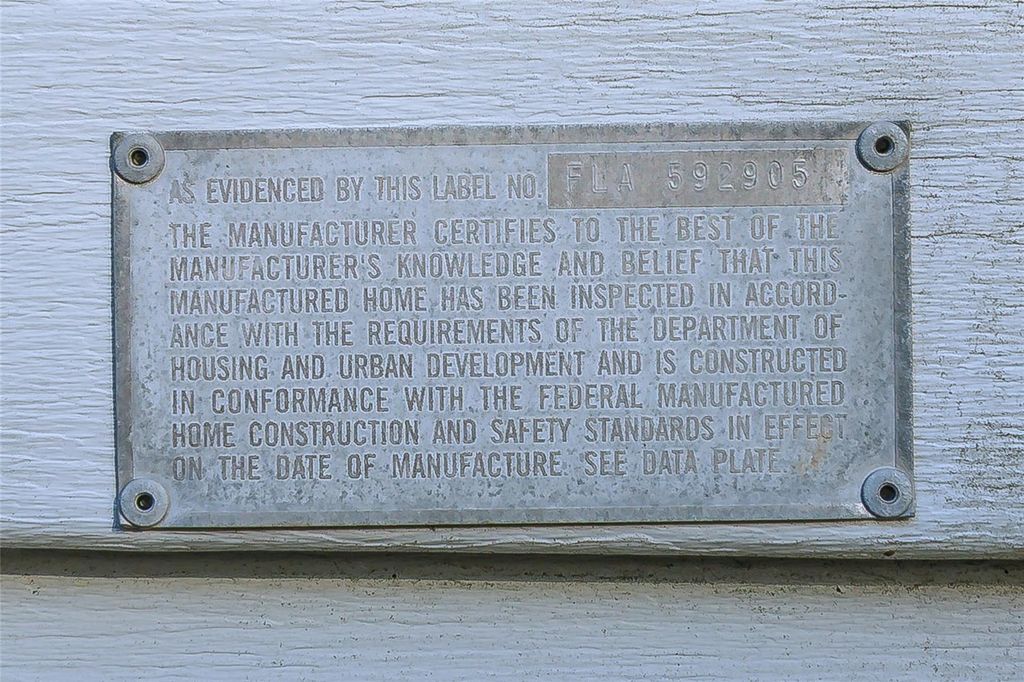 AS EVIDENCED BY THIS LABEL NO. FLA 592905
THE MANUFACTURER CERTIFIES TO THE BEST OF THE
MANUFACTURER'S KNOWLEDGE AND BELIEF THAT THIS
MANUFACTURED HOME HAS BEEN INSPECTED IN ACCORD-
ANCE WITH THE REQUIREMENTS OF THE DEPARTMENT OF
HOUSING AND URBAN DEVELOPMENT AND IS CONSTRUCTED
IN CONFORMANCE WITH THE FEDERAL MANUFACTURED
HOME CONSTRUCTION AND SAFETY STANDARDS IN EFFECT
ON THE DATE OF MANUFACTURE. SEE DATA PLATE.